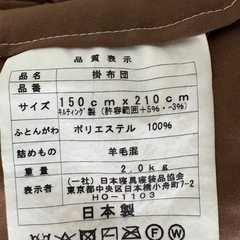 品質表示
品名 掛布団
品番
サイズ 150cm×210cm
キルティング製 (許容範囲+5%・-3%)
ふとんがわ ポリエステル 100%
詰めもの 羊毛混
重量 2.0kg
表示者 (一社)日本寝具寝装品協会
東京都中央区日本橋小舟町7-2
HO-1103
日本製